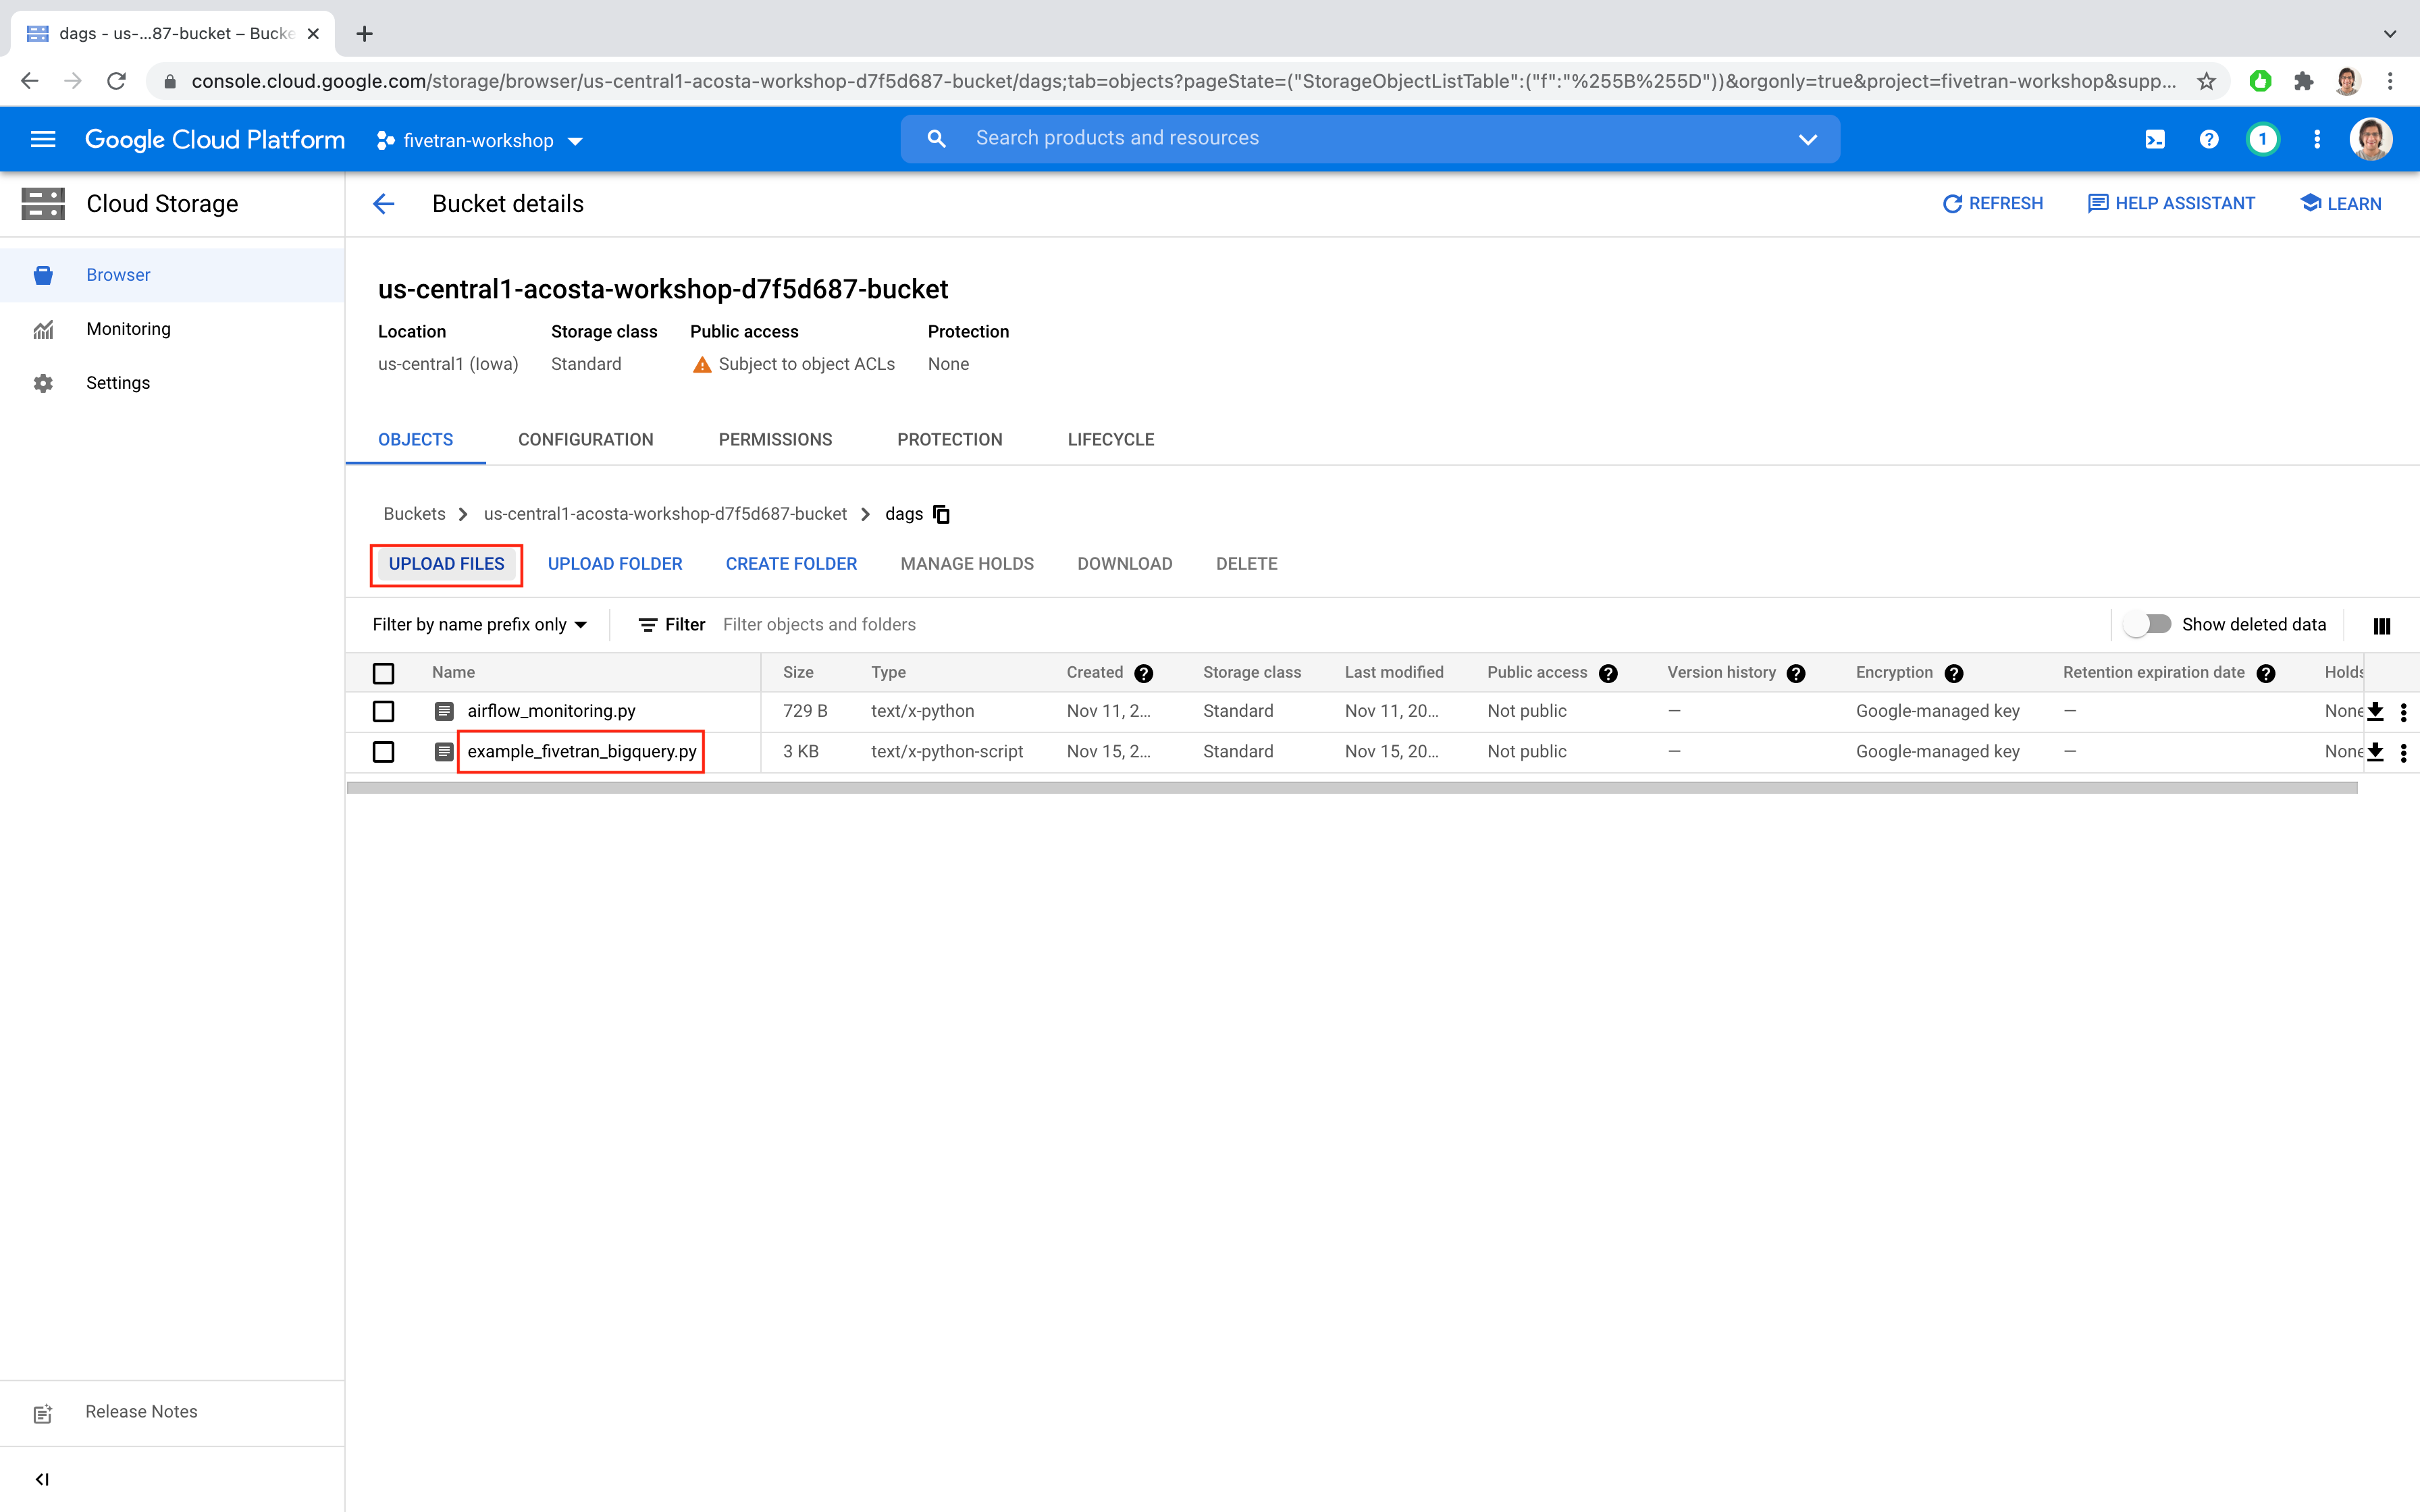 dags - us-...87-bucket – Bucke
console.cloud.google.com/storage/browser/us-central1-acosta-workshop-d7f5d687-bucket/dags;tab=objects?pageState=("StorageObjectListTable":("f":"%255B%255D"))&orgonly=true&project=fivetran-workshop&supp...
Google Cloud Platform fivetran-workshop Search products and resources 1
Cloud Storage Bucket details REFRESH HELP ASSISTANT LEARN
Browser
Monitoring
Settings
us-central1-acosta-workshop-d7f5d687-bucket
Location Storage class Public access Protection
us-central1 (Iowa) Standard Subject to object ACLs None
OBJECTS CONFIGURATION PERMISSIONS PROTECTION LIFECYCLE
Buckets us-central1-acosta-workshop-d7f5d687-bucket dags
UPLOAD FILES UPLOAD FOLDER CREATE FOLDER MANAGE HOLDS DOWNLOAD DELETE
Filter by name prefix only Filter Filter objects and folders Show deleted data
Name Size Type Created Storage class Last modified Public access Version history Encryption Retention expiration date Holds
airflow_monitoring.py 729 B text/x-python Nov 11, 2... Standard Nov 11, 20... Not public — Google-managed key — None
example_fivetran_bigquery.py 3 KB text/x-python-script Nov 15, 2... Standard Nov 15, 20... Not public — Google-managed key — None
Release Notes